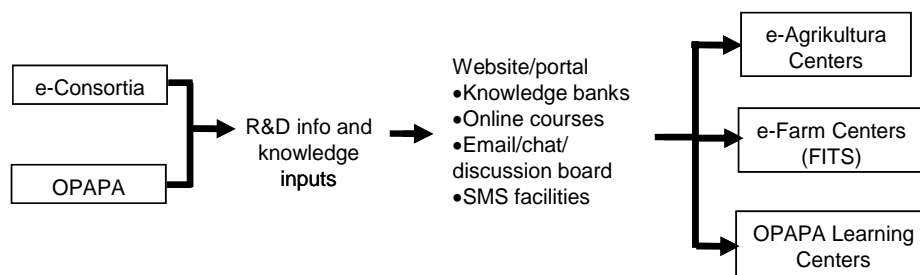 e-Consortia
OPAPA
R&D info and
knowledge
inputs
Website/portal
•Knowledge banks
•Online courses
•Email/chat/
discussion board
•SMS facilities
e-Agrikultura
Centers
e-Farm Centers
(FITS)
OPAPA Learning
Centers